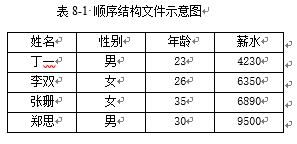 表 8-1·顺序结构文件示意图
姓名 性别 年龄 薪水
丁一 男 23 4230
李双 女 26 6350
张珊 女 35 6890
郑思 男 30 9500